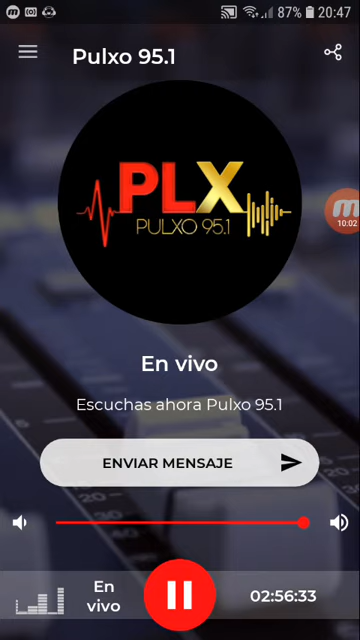 87% 20:47
Pulxo 95.1
PLX
PULXO 95.1
10:02
En vivo
Escuchas ahora Pulxo 95.1
ENVIAR MENSAJE
En
vivo
02:56:33